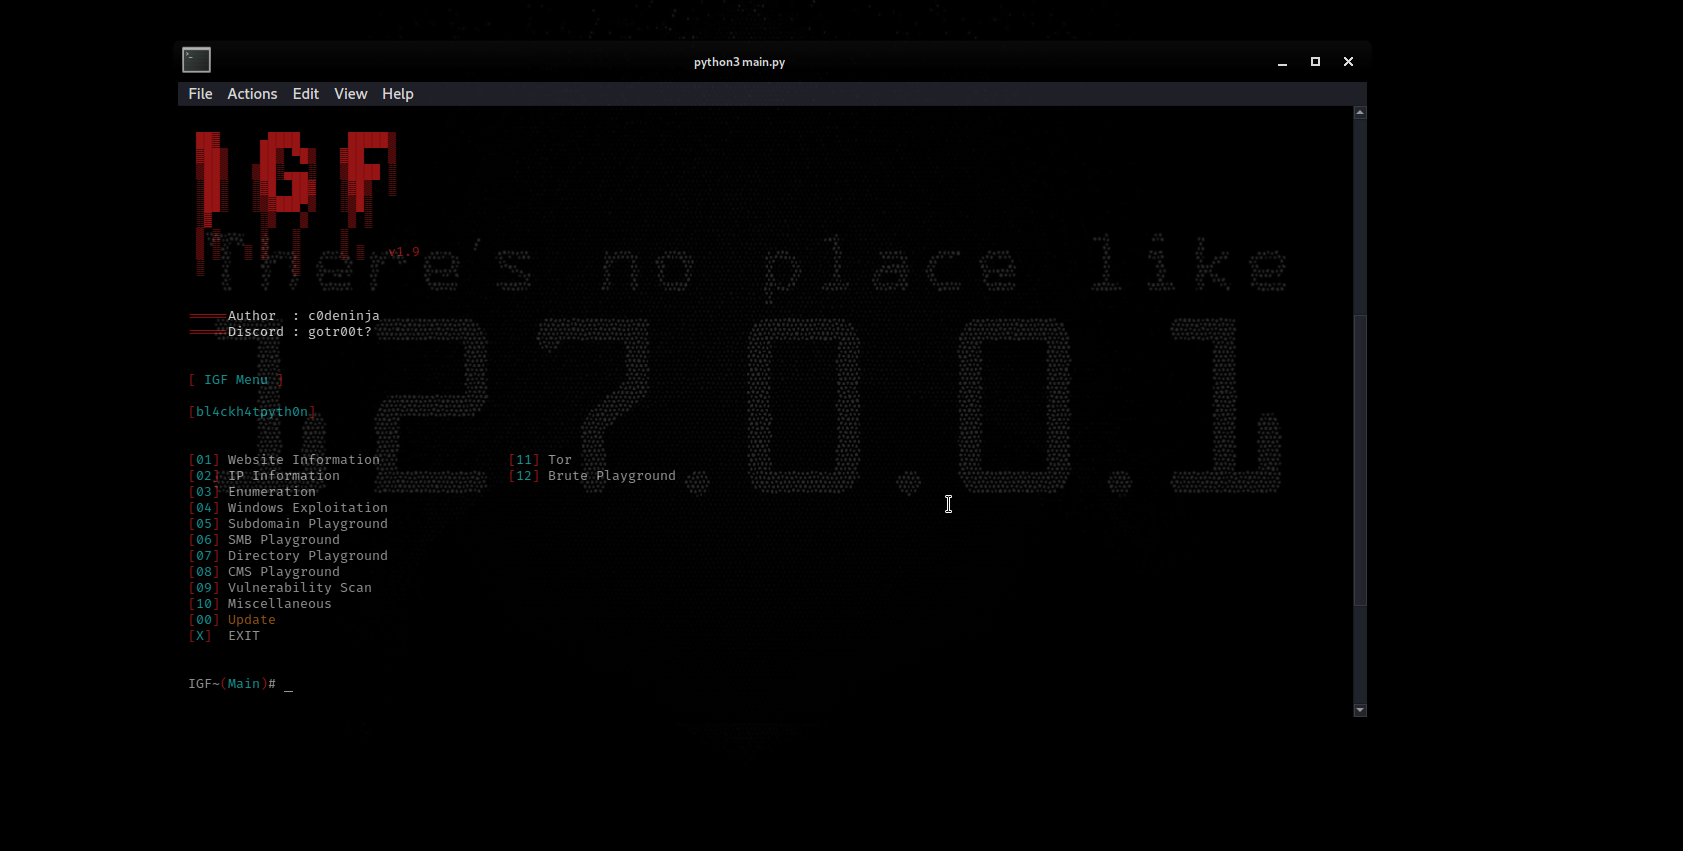 python3 main.py
File Actions Edit View Help
IGF
v1.9
There's no place like
127.0.0.1
Author : c0deninja
Discord : gotr00t?
[ IGF Menu ]
[bl4ckh4tpyth0n]
[01] Website Information [11] Tor
[02] IP Information [12] Brute Playground
[03] Enumeration
[04] Windows Exploitation
[05] Subdomain Playground
[06] SMB Playground
[07] Directory Playground
[08] CMS Playground
[09] Vulnerability Scan
[10] Miscellaneous
[00] Update
[X] EXIT
IGF~(Main)# _